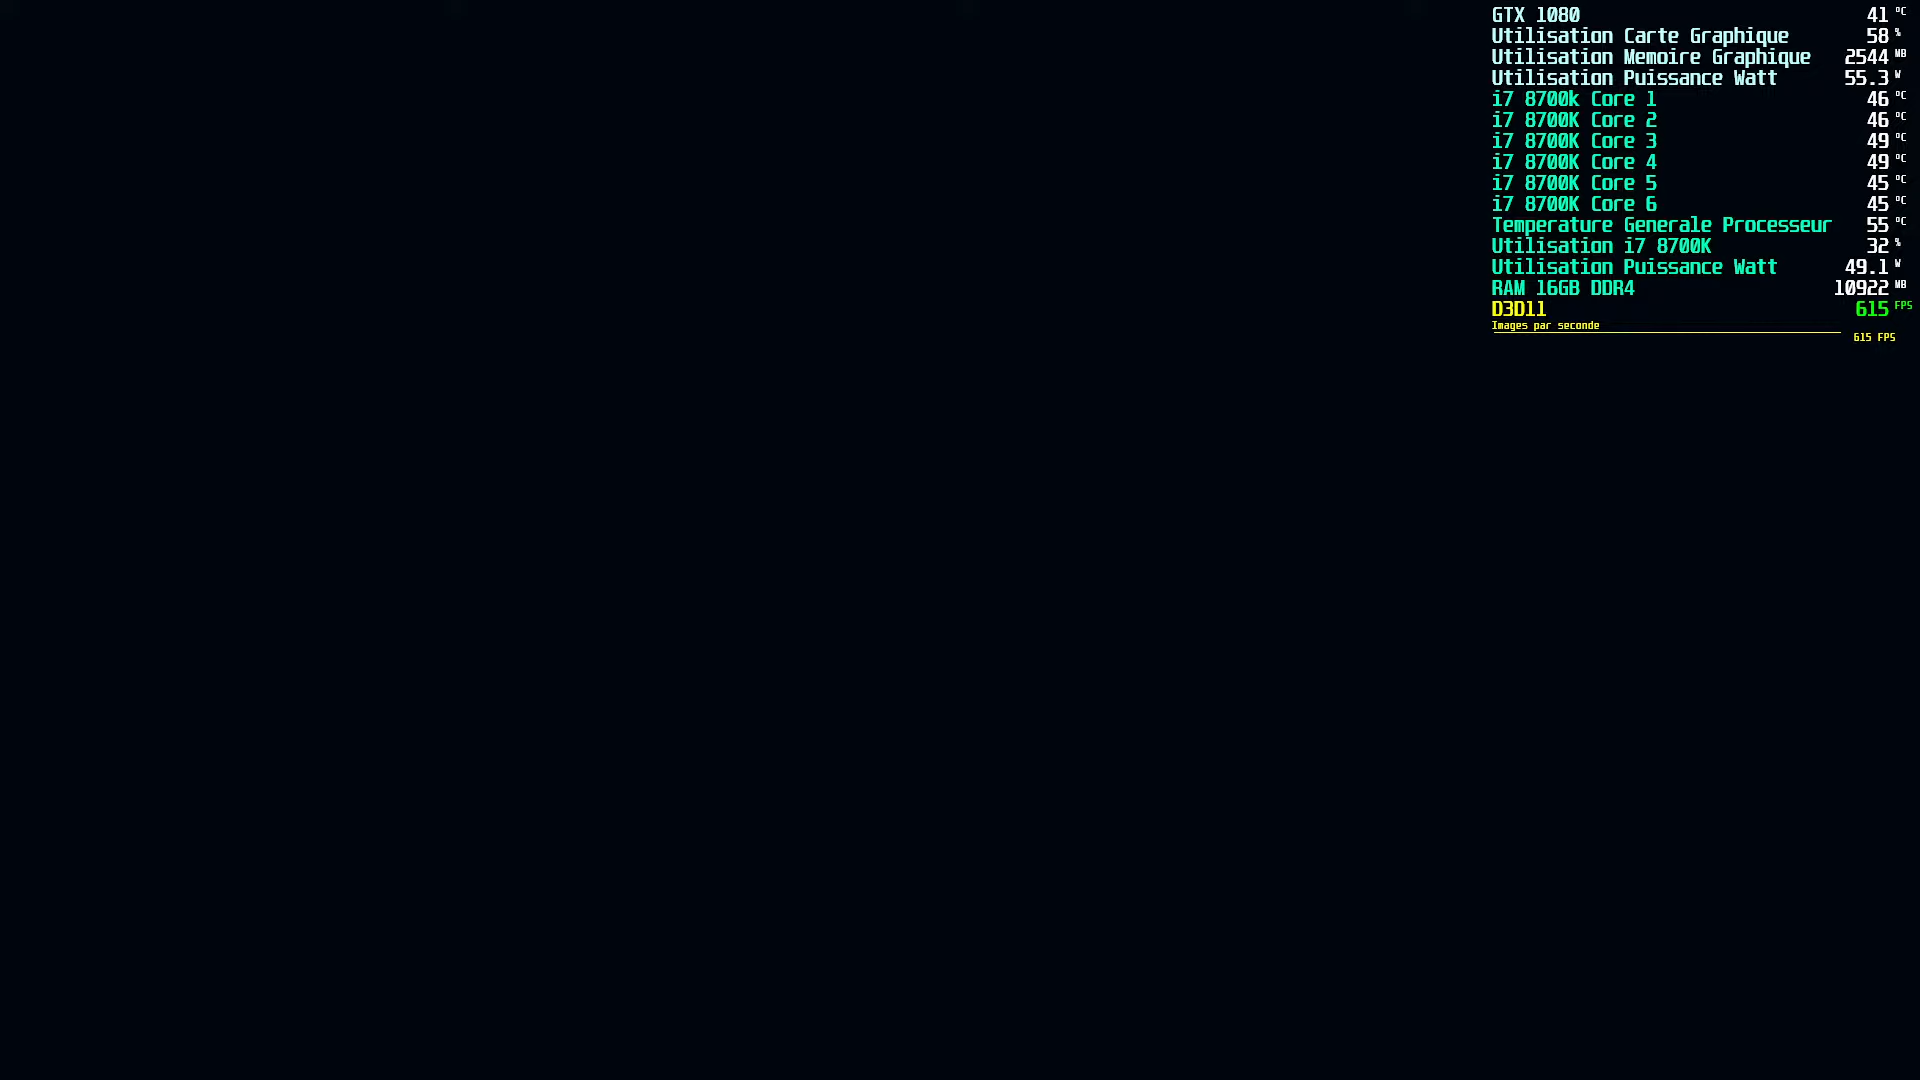 GTX 1080 41 °C
Utilisation Carte Graphique 58 %
Utilisation Memoire Graphique 2544 MB
Utilisation Puissance Watt 55.3 W
i7 8700k Core 1 46 °C
i7 8700K Core 2 46 °C
i7 8700K Core 3 49 °C
i7 8700K Core 4 49 °C
i7 8700K Core 5 45 °C
i7 8700K Core 6 45 °C
Temperature Generale Processeur 55 °C
Utilisation i7 8700K 32 %
Utilisation Puissance Watt 49.1 W
RAM 16GB DDR4 10922 MB
D3D11 615 FPS
Images par seconde
615 FPS